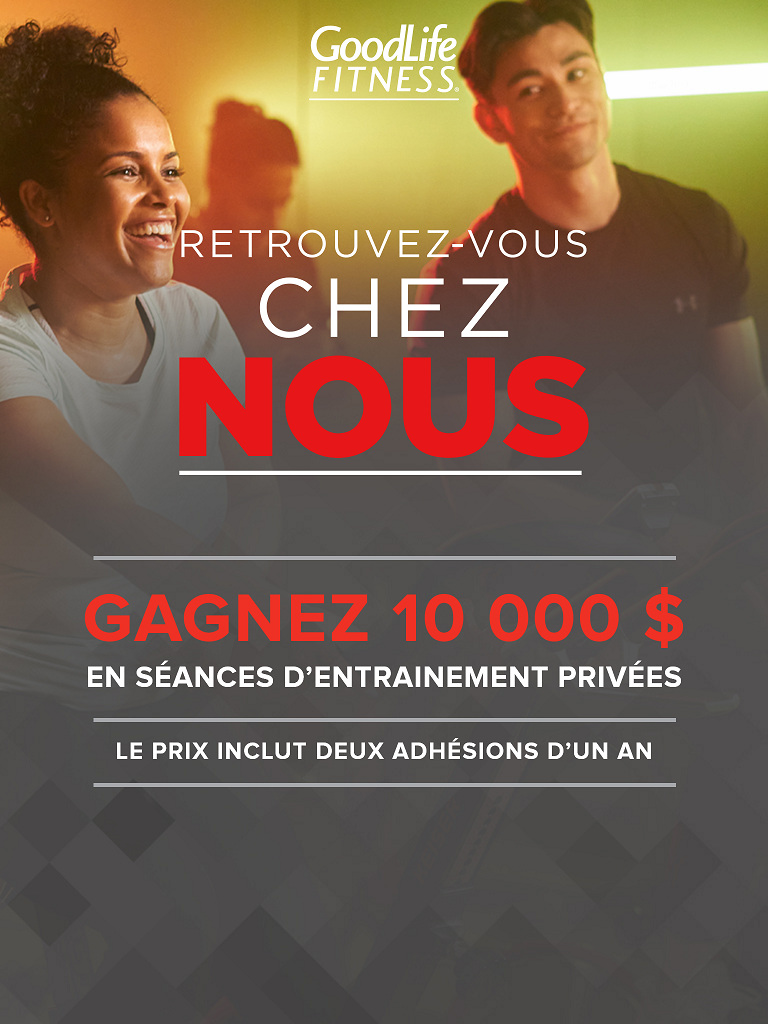 GoodLife
FITNESS®
RETROUVEZ-VOUS
CHEZ
NOUS
GAGNEZ 10 000 $
EN SÉANCES D’ENTRAINEMENT PRIVÉES
LE PRIX INCLUT DEUX ADHÉSIONS D’UN AN